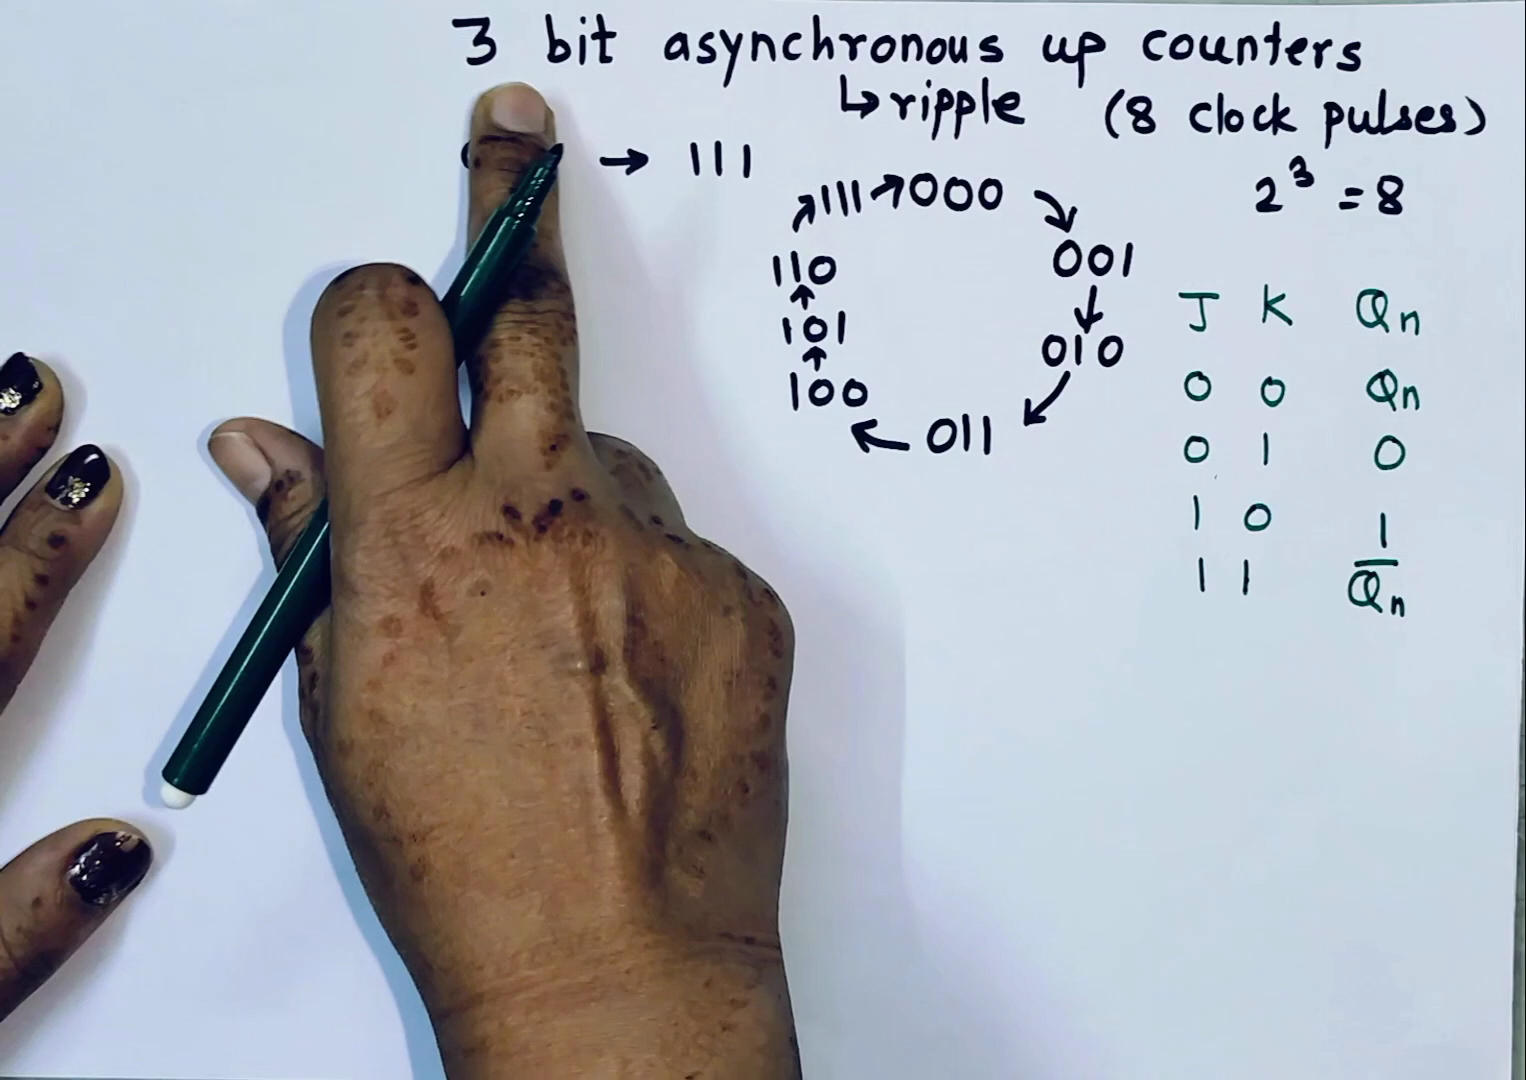 3 bit asynchronous up counters
↳ ripple (8 clock pulses)
→ 111
2³ = 8
111 → 000
001
010
011
100
101
110
J K Qn
0 0 Qn
0 1 0
1 0 1
1 1 Q̅n